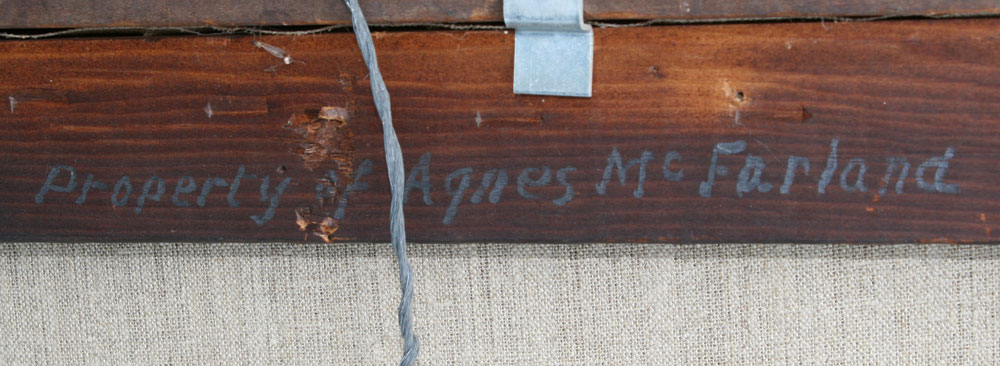 Property of Agnes McFarland